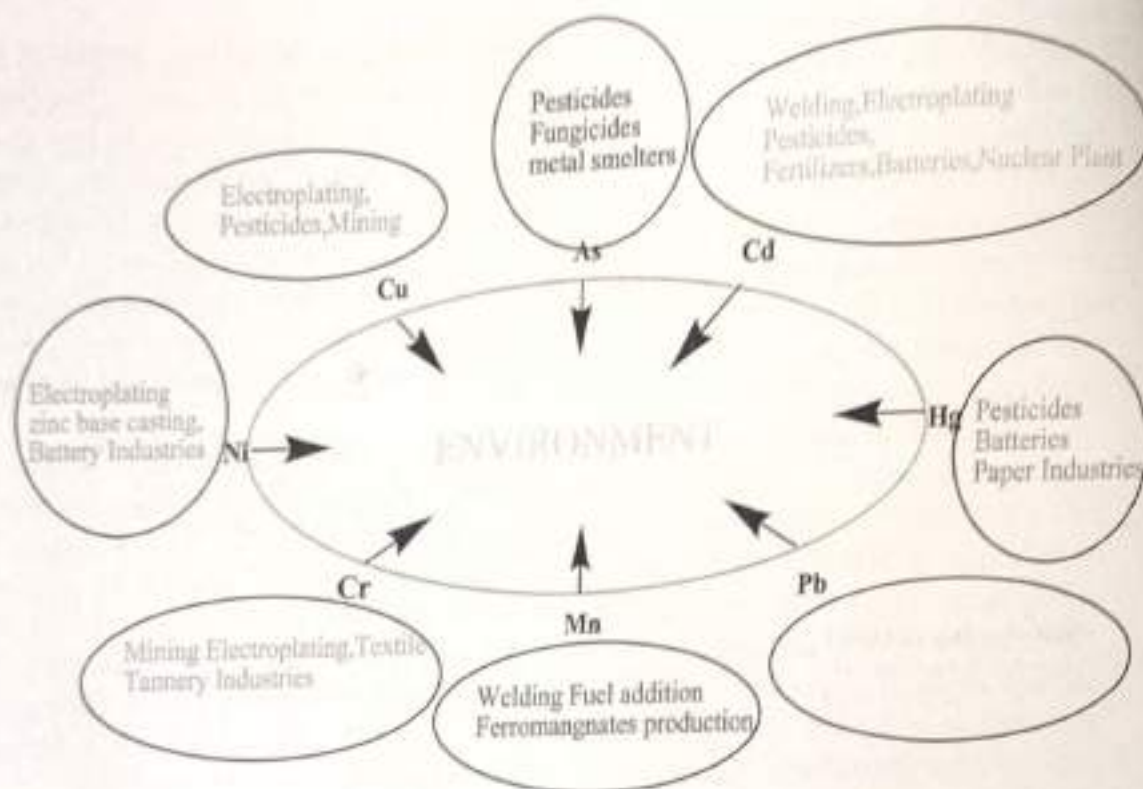 Pesticides
Fungicides
metal smelters
Welding,Electroplating
Pesticides,
Fertilizers,Batteries,Nuclear Plant
Electroplating,
Pesticides,Mining
As
Cd
Cu
Electroplating
zinc base casting,
Battery Industries
Ni
ENVIRONMENT
Hg
Pesticides
Batteries
Paper Industries
Cr
Mn
Pb
Mining Electroplating,Textile
Tannery Industries
Welding Fuel addition
Ferromangnates production